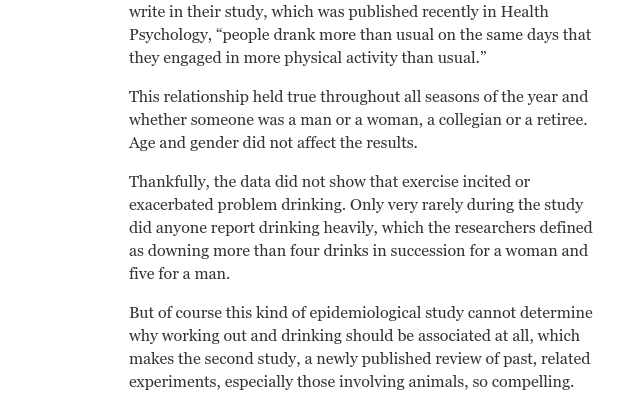 write in their study, which was published recently in Health
Psychology, “people drank more than usual on the same days that
they engaged in more physical activity than usual.”
This relationship held true throughout all seasons of the year and
whether someone was a man or a woman, a collegian or a retiree.
Age and gender did not affect the results.
Thankfully, the data did not show that exercise incited or
exacerbated problem drinking. Only very rarely during the study
did anyone report drinking heavily, which the researchers defined
as downing more than four drinks in succession for a woman and
five for a man.
But of course this kind of epidemiological study cannot determine
why working out and drinking should be associated at all, which
makes the second study, a newly published review of past, related
experiments, especially those involving animals, so compelling.